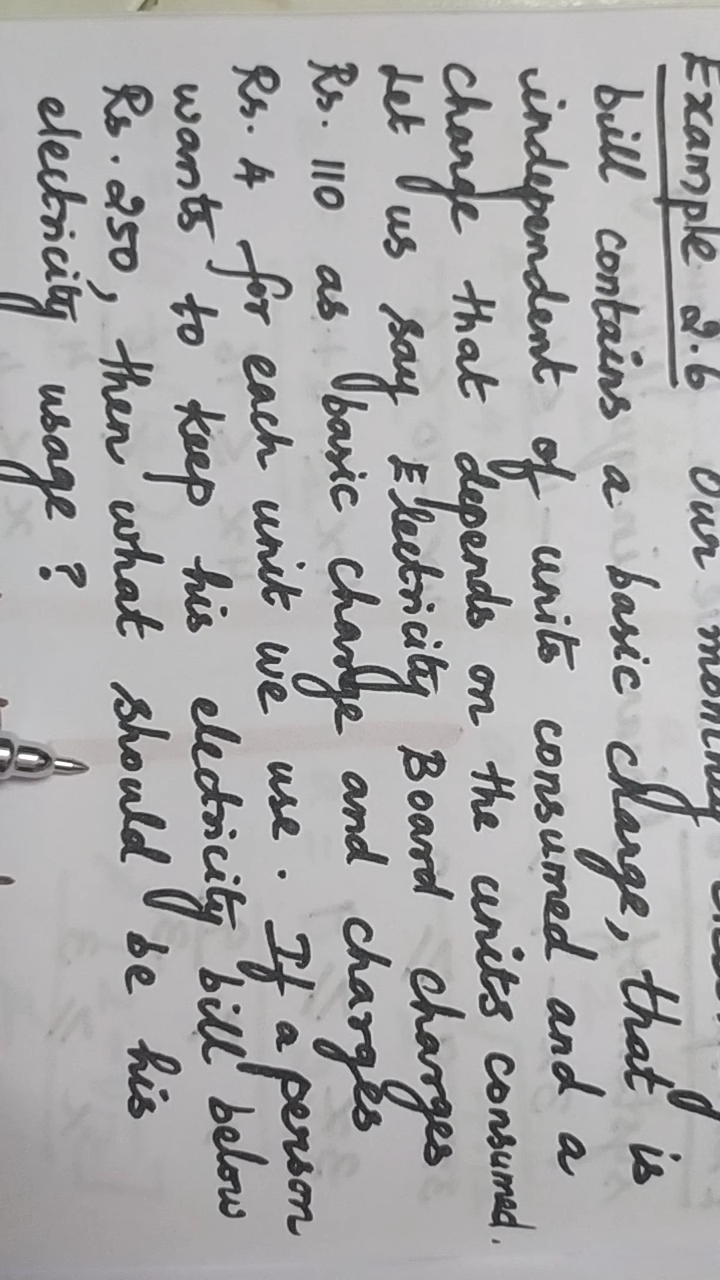 Example 2.6 Our monthly
bill contains a basic charge, that is
independent of units consumed and a
charge that depends on the units consumed.
Let us say Electricity Board charges
Rs. 110 as basic charge and charges
Rs. 4 for each unit we use. If a person
wants to keep his electricity bill below
Rs. 250, then what should be his
electricity usage ?